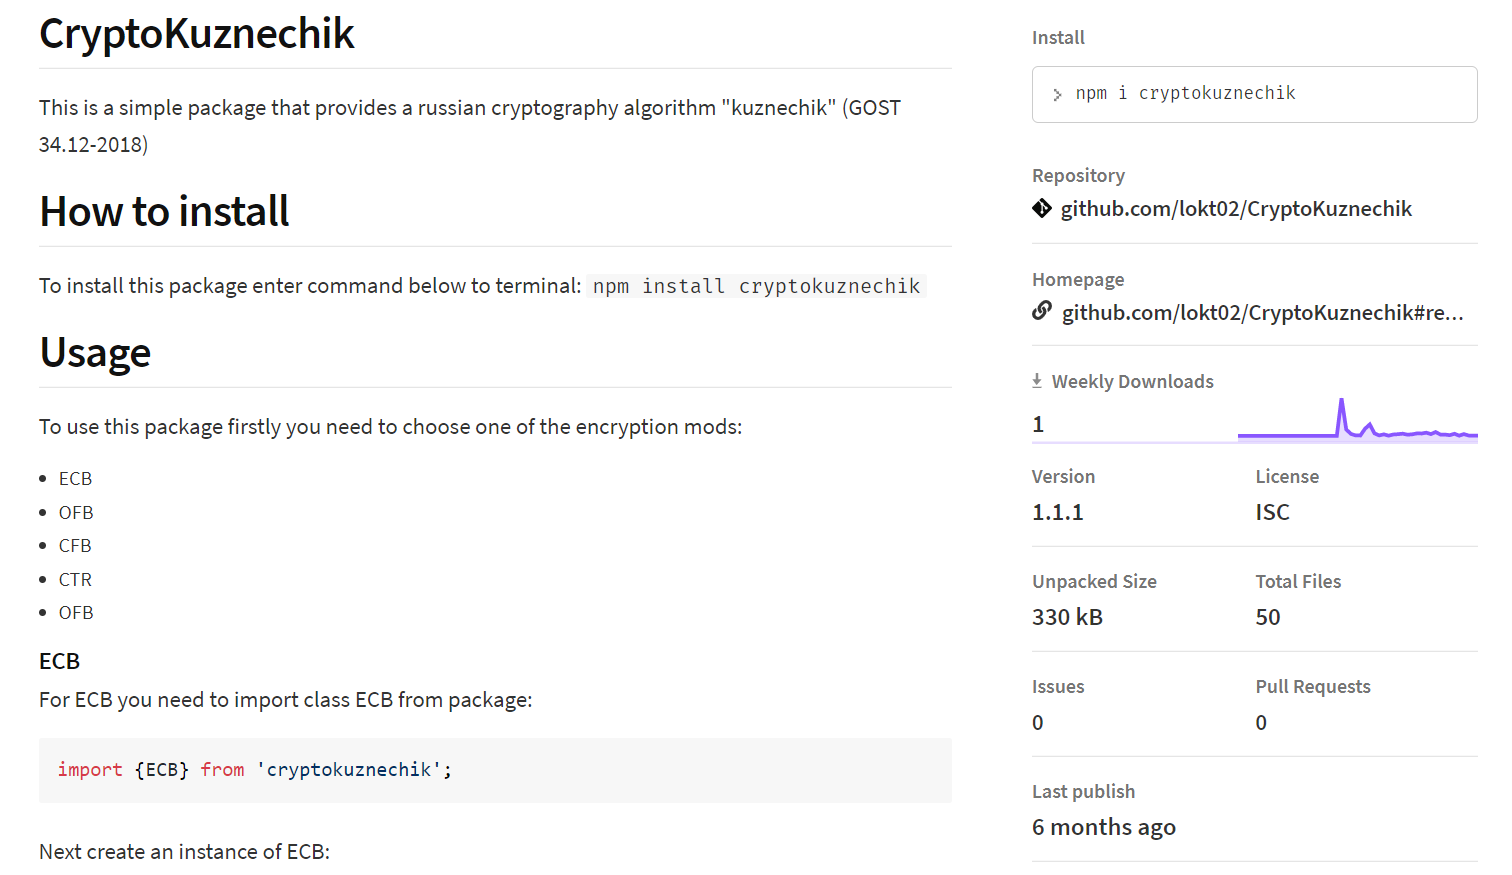 CryptoKuznechik
This is a simple package that provides a russian cryptography algorithm "kuznechik" (GOST
34.12-2018)
How to install
To install this package enter command below to terminal: npm install cryptokuznechik
Usage
To use this package firstly you need to choose one of the encryption mods:
ECB
OFB
CFB
CTR
OFB
ECB
For ECB you need to import class ECB from package:
import {ECB} from 'cryptokuznechik';
Next create an instance of ECB:
Install
npm i cryptokuznechik
Repository
github.com/lokt02/CryptoKuznechik
Homepage
github.com/lokt02/CryptoKuznechik#re...
Weekly Downloads
1
Version
License
1.1.1
ISC
Unpacked Size
Total Files
330 kB
50
Issues
Pull Requests
0
0
Last publish
6 months ago